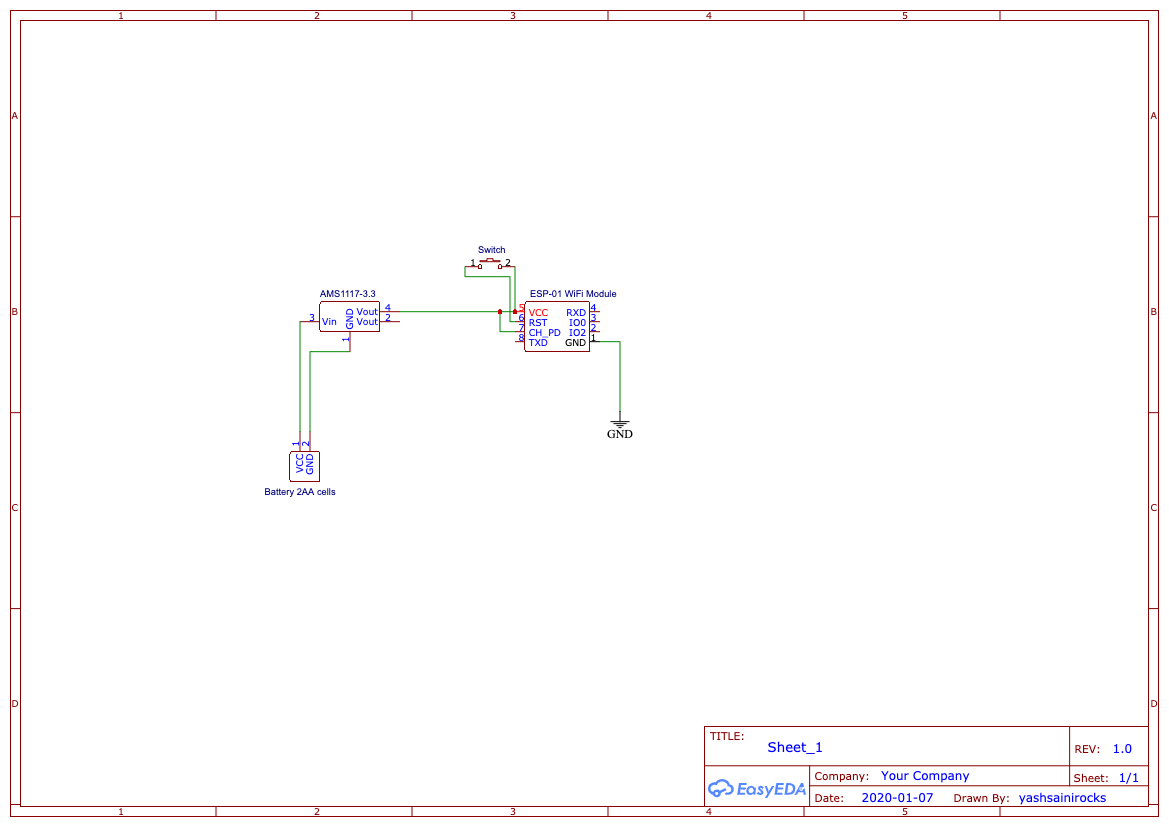 1 2 3 4 5
A A
Switch
1 2
AMS1117-3.3
ESP-01 WiFi Module
3 Vin GND Vout 4
Vout 2
1
5 VCC RXD 4
6 RST IO0 3
7 CH_PD IO2 2
8 TXD GND 1
B B
GND
1 2
VCC GND
Battery 2AA cells
C C
D D
TITLE:
Sheet_1
REV: 1.0
EasyEDA
Company: Your Company
Sheet: 1/1
Date: 2020-01-07 Drawn By: yashsainirocks
1 2 3 4 5